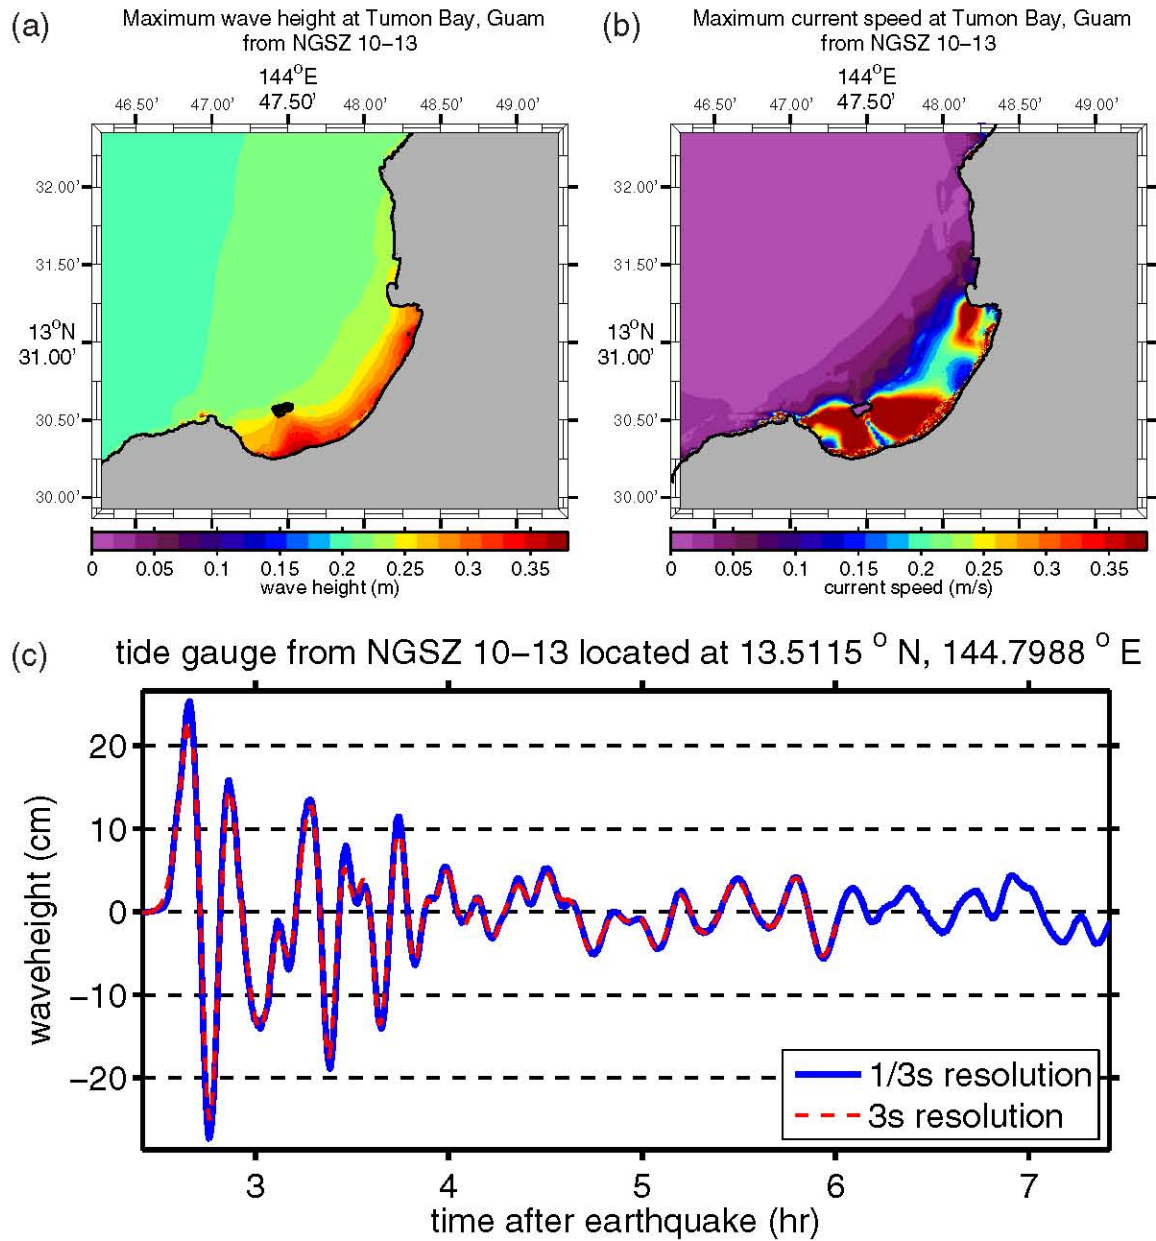 (a)
Maximum wave height at Tumon Bay, Guam
from NGSZ 10–13
144°E
46.50' 47.00' 47.50' 48.00' 48.50' 49.00'
32.00'
31.50'
13°N
31.00'
30.50'
30.00'
0 0.05 0.1 0.15 0.2 0.25 0.3 0.35
wave height (m)
(b)
Maximum current speed at Tumon Bay, Guam
from NGSZ 10–13
144°E
46.50' 47.00' 47.50' 48.00' 48.50' 49.00'
32.00'
31.50'
13°N
31.00'
30.50'
30.00'
0 0.05 0.1 0.15 0.2 0.25 0.3 0.35
current speed (m/s)
(c)
tide gauge from NGSZ 10–13 located at 13.5115 ° N, 144.7988 ° E
waveheight (cm)
20
10
0
−10
−20
1/3s resolution
3s resolution
3 4 5 6 7
time after earthquake (hr)